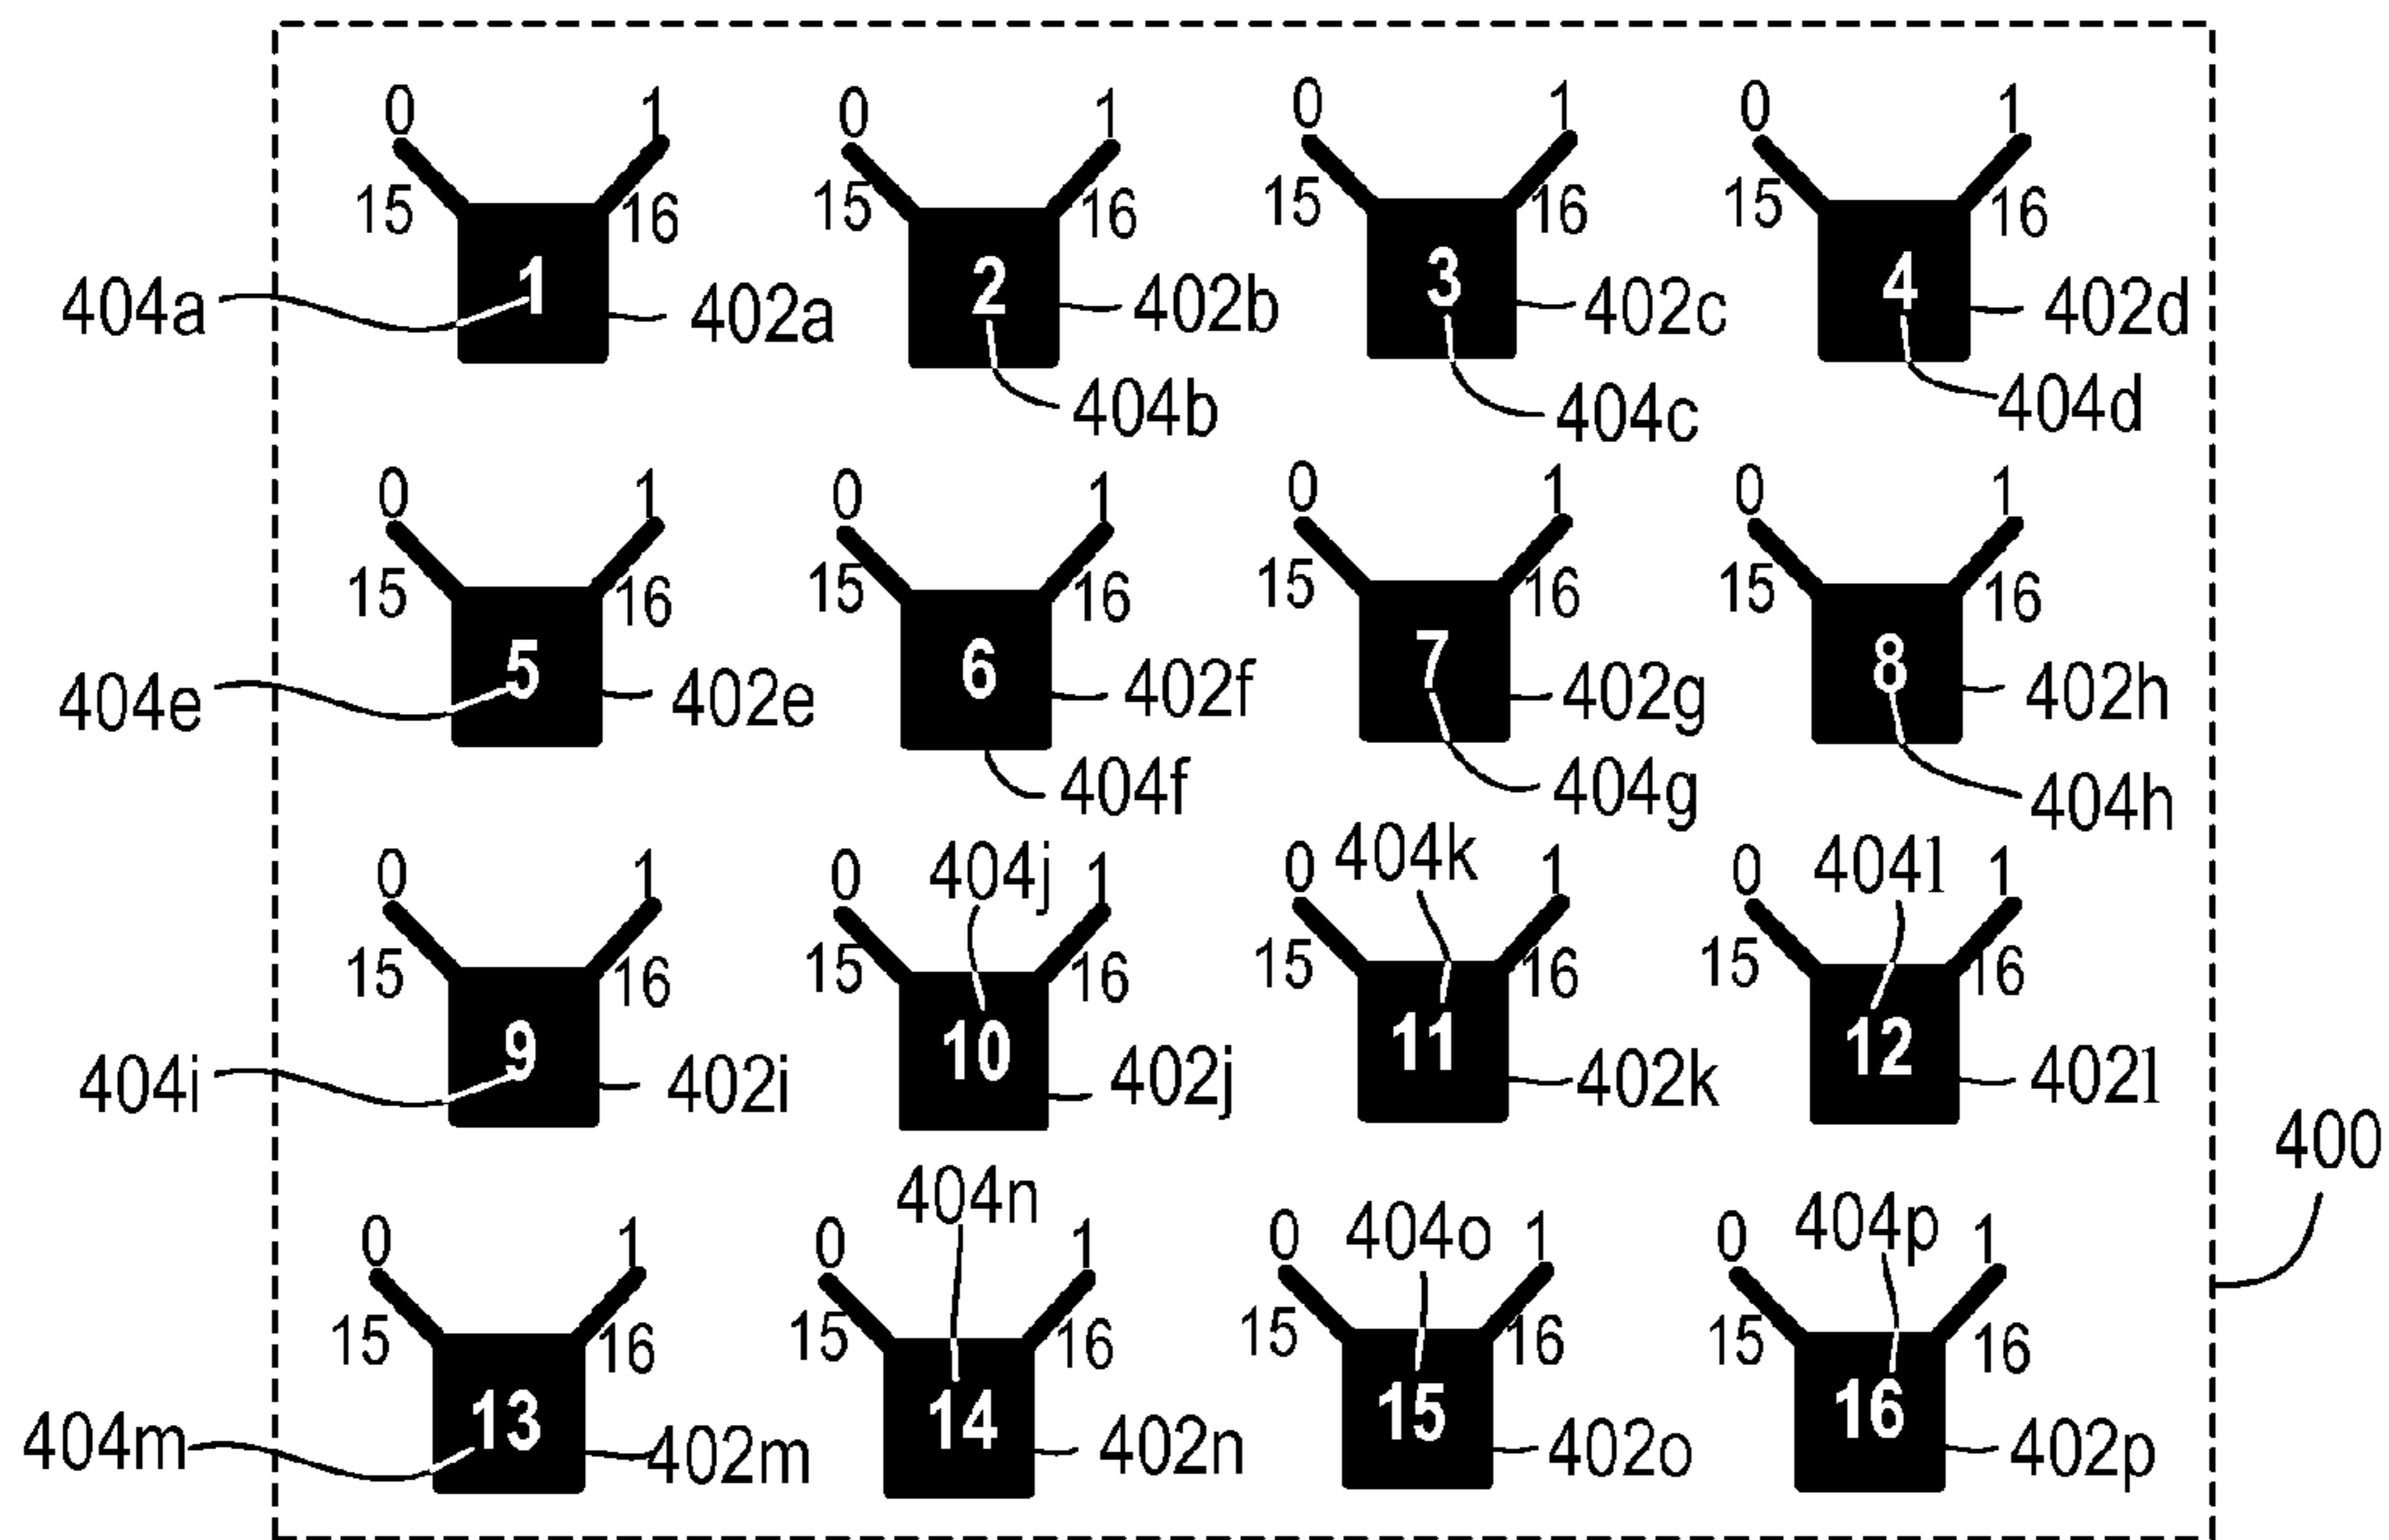 0 1 0 1 0 1 0 1
15 16 15 16 15 16 15 16
404a 1 402a 2 402b 3 402c 4 402d
404b 404c 404d
0 1 0 1 0 1 0 1
15 16 15 16 15 16 15 16
404e 5 402e 6 402f 7 402g 8 402h
404f 404g 404h
0 1 0 404j 1 0 404k 1 0 404l 1
15 16 15 16 15 16 15 16
404i 9 402i 10 402j 11 402k 12 402l
400
0 1 0 404n 1 0 404o 1 0 404p 1
15 16 15 16 15 16 15 16
404m 13 402m 14 402n 15 402o 16 402p